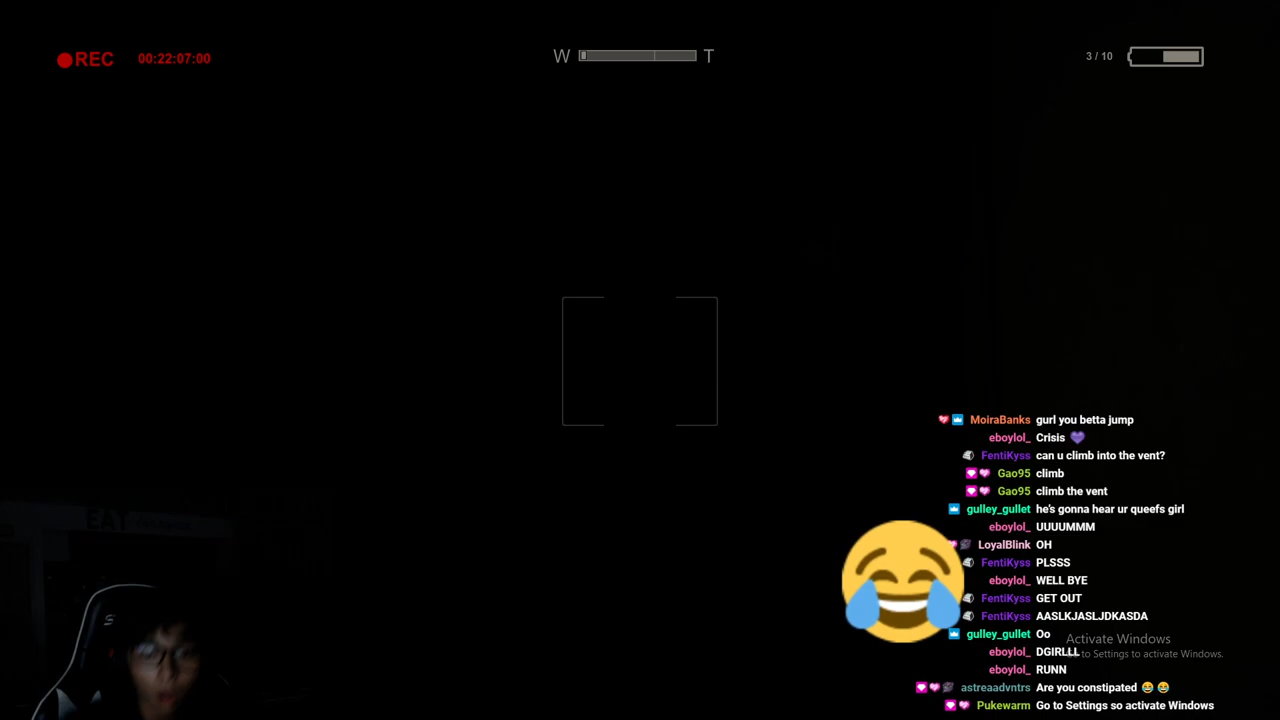 REC 00:22:07:00
W T
3 / 10
MoiraBanks gurl you betta jump
eboylol_ Crisis
FentiKyss can u climb into the vent?
Gao95 climb
Gao95 climb the vent
gulley_gullet he's gonna hear ur queefs girl
eboylol_ UUUUMMM
LoyalBlink OH
FentiKyss PLSSS
eboylol_ WELL BYE
FentiKyss GET OUT
FentiKyss AASLKJASLJDKASDA
gulley_gullet Oo
Activate Windows
eboylol_ DGIRLLL
to Settings to activate Windows.
eboylol_ RUNN
astreaadvntrs Are you constipated 😂 😂
Pukewarm Go to Settings so activate Windows
EAT